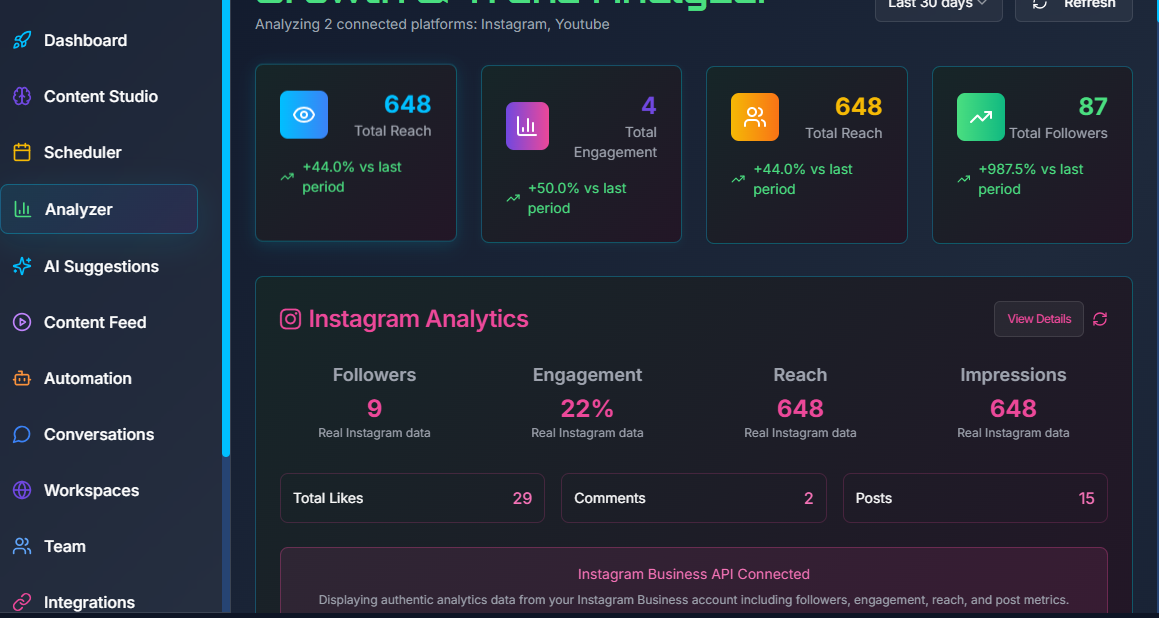 Dashboard
Content Studio
Scheduler
Analyzer
AI Suggestions
Content Feed
Automation
Conversations
Workspaces
Team
Integrations
Growth & Trend Analyzer
Analyzing 2 connected platforms: Instagram, Youtube
Last 30 days
Refresh
648
Total Reach
+44.0% vs last
period
4
Total
Engagement
+50.0% vs last
period
648
Total Reach
+44.0% vs last
period
87
Total Followers
+987.5% vs last
period
Instagram Analytics
View Details
Followers
9
Real Instagram data
Engagement
22%
Real Instagram data
Reach
648
Real Instagram data
Impressions
648
Real Instagram data
Total Likes 29
Comments 2
Posts 15
Instagram Business API Connected
Displaying authentic analytics data from your Instagram Business account including followers, engagement, reach, and post metrics.